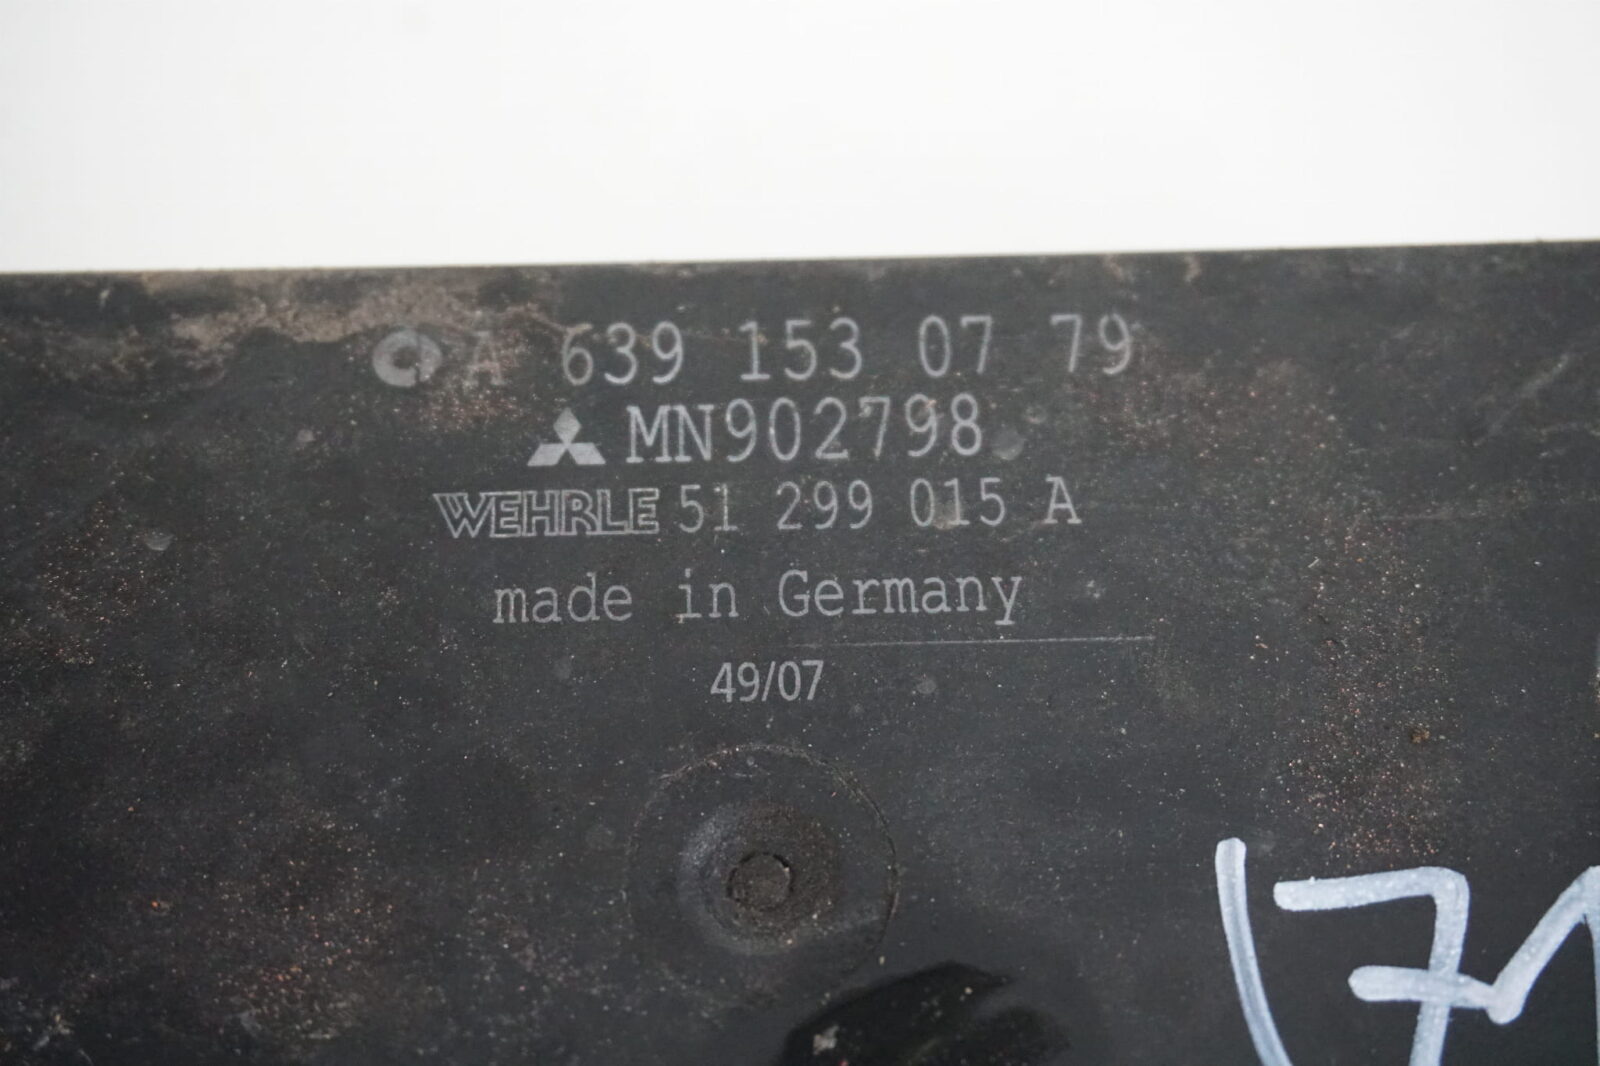 A 639 153 07 79
MN902798
WEHRLE 51 299 015 A
made in Germany
49/07